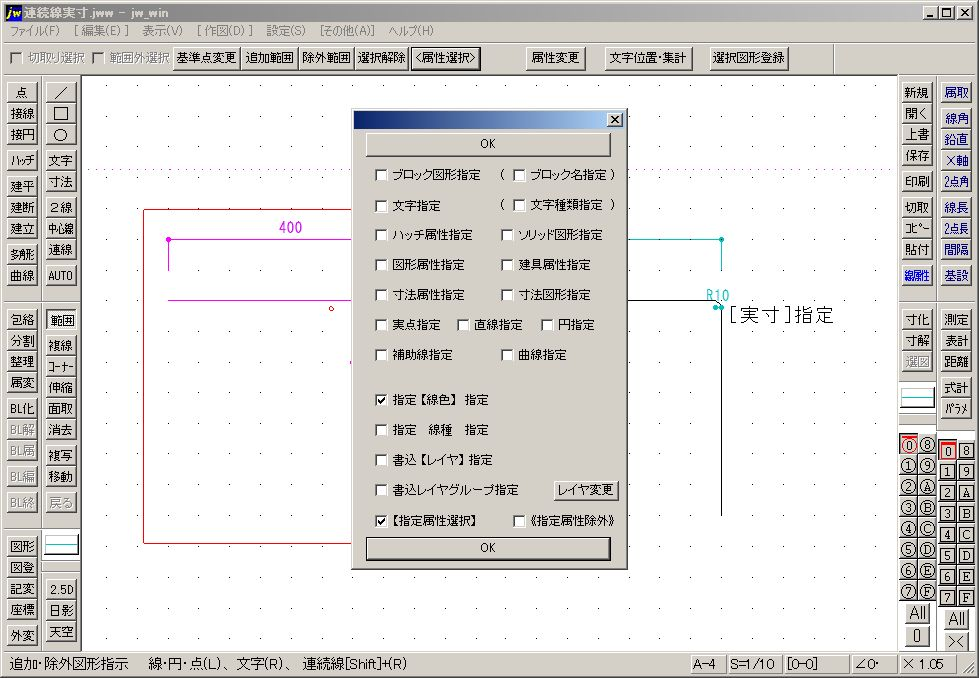 連続線実寸.jww - jw_win
ファイル(F) [編集(E)] 表示(V) [作図(D)] 設定(S) [その他(A)] ヘルプ(H)
切取り選択 範囲外選択 基準点変更 追加範囲 除外範囲 選択解除 <属性選択> 属性変更 文字位置・集計 選択図形登録
点
接線
接円
ハッチ
建平
建断
建立
多角形
曲線
包絡
分割
整理
属変
BL化
BL解
BL属
BL編
BL終
図形
図登
記変
座標
外変
文字
寸法
2線
中心線
連線
AUTO
範囲
複線
コーナー
伸縮
面取
消去
複写
移動
戻る
2.5D
日影
天空
400
R10
[実寸]指定
OK
ブロック図形指定 ( ブロック名指定 )
文字指定 ( 文字種類指定 )
ハッチ属性指定 ソリッド図形指定
図形属性指定 建具属性指定
寸法属性指定 寸法図形指定
実点指定 直線指定 円指定
補助線指定 曲線指定
指定【線色】 指定
指定 線種 指定
書込【レイヤ】指定
書込レイヤグループ指定 レイヤ変更
【指定属性選択】 《指定属性除外》
OK
新規
開く
上書
保存
印刷
切取
コピー
貼付
線属性
寸化
寸解
選図
属取
線角
鉛直
×軸
2点角
線長
2点長
間隔
基設
測定
表計
距離
式計
パラメ
0 8
1 9
2 A
3 B
4 C
5 D
6 E
7 F
All
0
0 8
1 9
2 A
3 B
4 C
5 D
6 E
7 F
All
×
追加・除外図形指示 線・円・点(L)、文字(R)、連続線[Shift]+(R)
A-4 S=1/10 [0-0] ∠0・ × 1.05